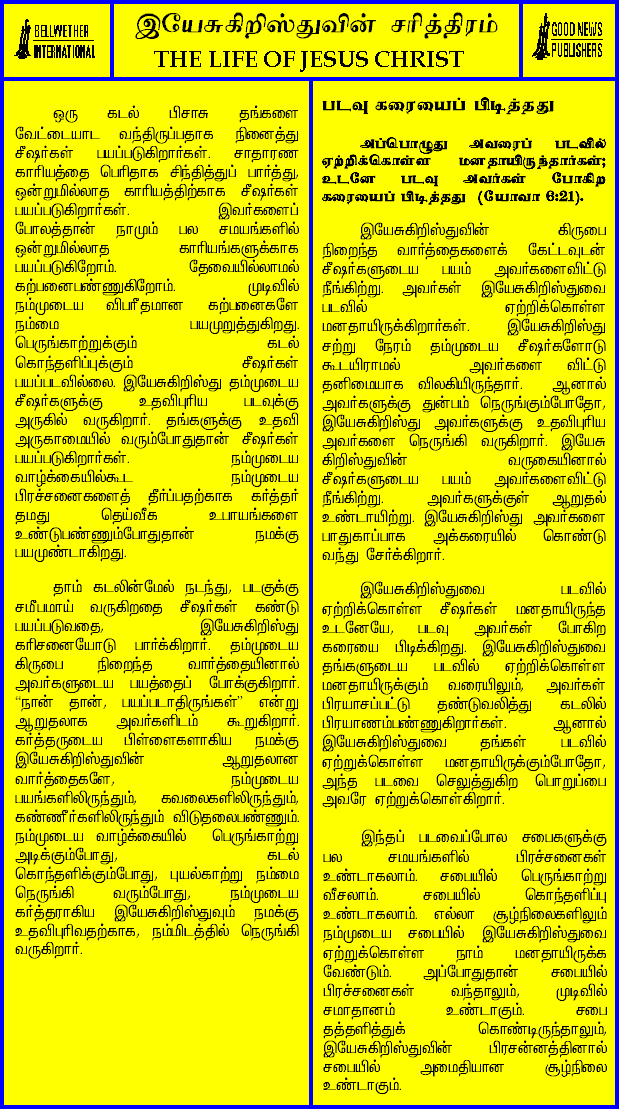 BELLWETHER
INTERNATIONAL
இயேசுகிறிஸ்துவின் சரித்திரம்
THE LIFE OF JESUS CHRIST
GOOD NEWS
PUBLISHERS
ஒரு கடல் பிசாசு தங்களை
வேட்டையாட வந்திருப்பதாக நினைத்து
சீஷர்கள் பயப்படுகிறார்கள். சாதாரண
காரியத்தை பெரிதாக சிந்தித்துப் பார்த்து,
ஒன்றுமில்லாத காரியத்திற்காக சீஷர்கள்
பயப்படுகிறார்கள். இவர்களைப்
போலத்தான் நாமும் பல சமயங்களில்
ஒன்றுமில்லாத காரியங்களுக்காக
பயப்படுகிறோம். தேவையில்லாமல்
கற்பனைபண்ணுகிறோம். முடிவில்
நம்முடைய விபரீதமான கற்பனைகளே
நம்மை பயமுறுத்துகிறது.
பெருங்காற்றுக்கும் கடல்
கொந்தளிப்புக்கும் சீஷர்கள்
பயப்படவில்லை. இயேசுகிறிஸ்து தம்முடைய
சீஷர்களுக்கு உதவிபுரிய படவுக்கு
அருகில் வருகிறார். தங்களுக்கு உதவி
அருகாமையில் வரும்போதுதான் சீஷர்கள்
பயப்படுகிறார்கள். நம்முடைய
வாழ்க்கையில்கூட நம்முடைய
பிரச்சனைகளைத் தீர்ப்பதற்காக கர்த்தர்
தமது தெய்வீக உபாயங்களை
உண்டுபண்ணும்போதுதான் நமக்கு
பயமுண்டாகிறது.
தாம் கடலின்மேல் நடந்து, படகுக்கு
சமீபமாய் வருகிறதை சீஷர்கள் கண்டு
பயப்படுவதை, இயேசுகிறிஸ்து
கரிசனையோடு பார்க்கிறார். தம்முடைய
கிருபை நிறைந்த வார்த்தையினால்
அவர்களுடைய பயத்தைப் போக்குகிறார்.
“நான் தான், பயப்படாதிருங்கள்” என்று
ஆறுதலாக அவர்களிடம் கூறுகிறார்.
கர்த்தருடைய பிள்ளைகளாகிய நமக்கு
இயேசுகிறிஸ்துவின் ஆறுதலான
வார்த்தைகளே, நம்முடைய
பயங்களிலிருந்தும், கவலைகளிலிருந்தும்,
கண்ணீர்களிலிருந்தும் விடுதலைபண்ணும்.
நம்முடைய வாழ்க்கையில் பெருங்காற்று
அடிக்கும்போது, கடல்
கொந்தளிக்கும்போது, புயல்காற்று நம்மை
நெருங்கி வரும்போது, நம்முடைய
கர்த்தராகிய இயேசுகிறிஸ்துவும் நமக்கு
உதவிபுரிவதற்காக, நம்மிடத்தில் நெருங்கி
வருகிறார்.
படவு கரையைப் பிடித்தது
அப்பொழுது அவரைப் படவில்
ஏற்றிக்கொள்ள மனதாயிருந்தார்கள்;
உடனே படவு அவர்கள் போகிற
கரையைப் பிடித்தது (யோவா 6:21).
இயேசுகிறிஸ்துவின் கிருபை
நிறைந்த வார்த்தைகளைக் கேட்டவுடன்
சீஷர்களுடைய பயம் அவர்களைவிட்டு
நீங்கிற்று. அவர்கள் இயேசுகிறிஸ்துவை
படவில் ஏற்றிக்கொள்ள
மனதாயிருக்கிறார்கள். இயேசுகிறிஸ்து
சற்று நேரம் தம்முடைய சீஷர்களோடு
கூடயிராமல் அவர்களை விட்டு
தனிமையாக விலகியிருந்தார். ஆனால்
அவர்களுக்கு துன்பம் நெருங்கும்போதோ,
இயேசுகிறிஸ்து அவர்களுக்கு உதவிபுரிய
அவர்களை நெருங்கி வருகிறார். இயேசு
கிறிஸ்துவின் வருகையினால்
சீஷர்களுடைய பயம் அவர்களைவிட்டு
நீங்கிற்று. அவர்களுக்குள் ஆறுதல்
உண்டாயிற்று. இயேசுகிறிஸ்து அவர்களை
பாதுகாப்பாக அக்கரையில் கொண்டு
வந்து சேர்க்கிறார்.
இயேசுகிறிஸ்துவை படவில்
ஏற்றிக்கொள்ள சீஷர்கள் மனதாயிருந்த
உடனேயே, படவு அவர்கள் போகிற
கரையை பிடிக்கிறது. இயேசுகிறிஸ்துவை
தங்களுடைய படவில் ஏற்றிக்கொள்ள
மனதாயிருக்கும் வரையிலும், அவர்கள்
பிரயாசப்பட்டு தண்டுவலித்து கடலில்
பிரயாணம்பண்ணுகிறார்கள். ஆனால்
இயேசுகிறிஸ்துவை தங்கள் படவில்
ஏற்றுக்கொள்ள மனதாயிருக்கும்போதோ,
அந்த படவை செலுத்துகிற பொறுப்பை
அவரே ஏற்றுக்கொள்கிறார்.
இந்தப் படவைப்போல சபைகளுக்கு
பல சமயங்களில் பிரச்சனைகள்
உண்டாகலாம். சபையில் பெருங்காற்று
வீசலாம். சபையில் கொந்தளிப்பு
உண்டாகலாம். எல்லா சூழ்நிலைகளிலும்
நம்முடைய சபையில் இயேசுகிறிஸ்துவை
ஏற்றுக்கொள்ள நாம் மனதாயிருக்க
வேண்டும். அப்போதுதான் சபையில்
பிரச்சனைகள் வந்தாலும், முடிவில்
சமாதானம் உண்டாகும். சபை
தத்தளித்துக் கொண்டிருந்தாலும்,
இயேசுகிறிஸ்துவின் பிரசன்னத்தினால்
சபையில் அமைதியான சூழ்நிலை
உண்டாகும்.